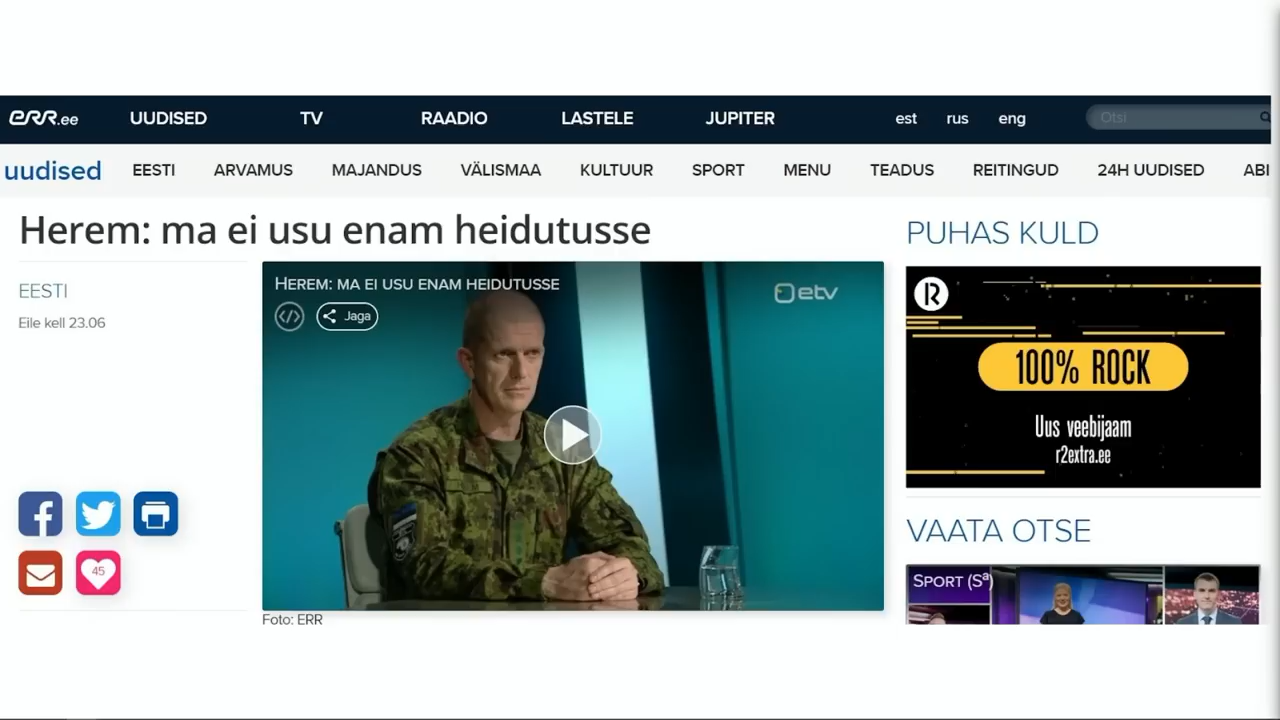 err.ee UUDISED TV RAADIO LASTELE JUPITER est rus eng Otsi
uudised EESTI ARVAMUS MAJANDUS VÄLISMAA KULTUUR SPORT MENU TEADUS REITINGUD 24H UUDISED ABI
Herem: ma ei usu enam heidutusse
EESTI
Eile kell 23.06
45
HEREM: MA EI USU ENAM HEIDUTUSSE
etv
</> Jaga
Foto: ERR
PUHAS KULD
R
100% ROCK
Uus veebijaam
r2extra.ee
VAATA OTSE
SPORT (Sª)